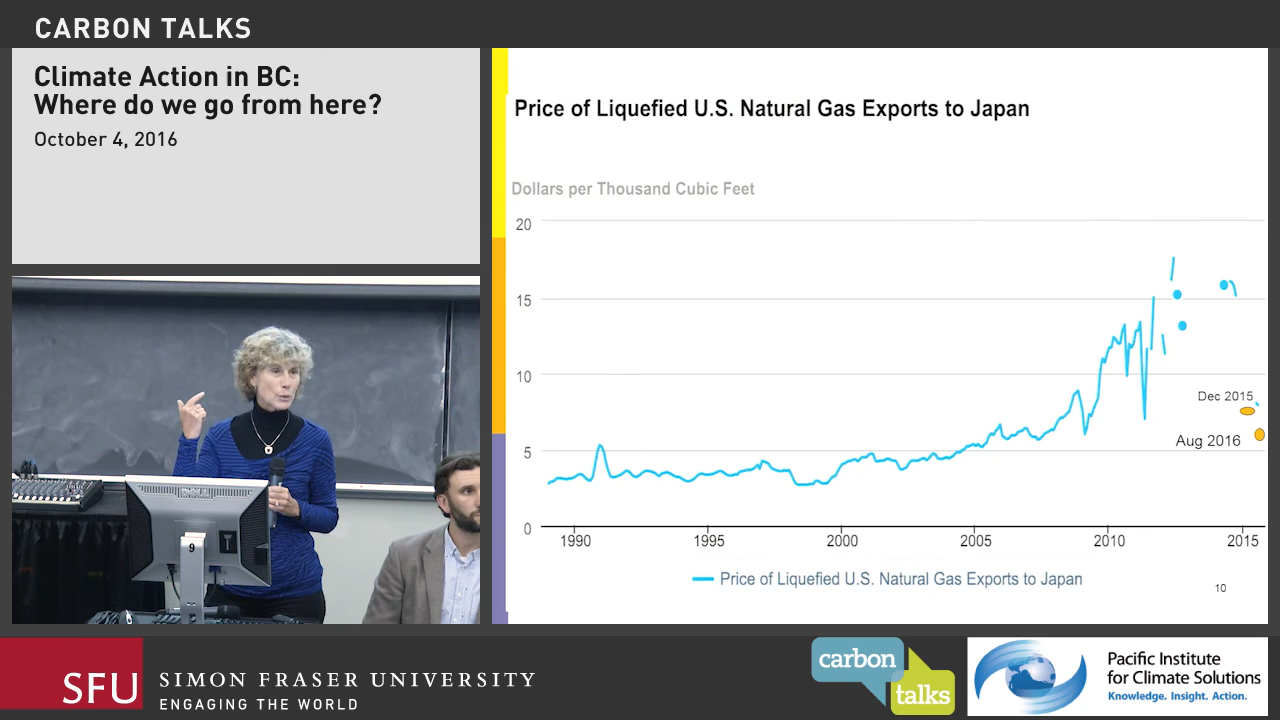 CARBON TALKS
Climate Action in BC:
Where do we go from here?
October 4, 2016
Price of Liquefied U.S. Natural Gas Exports to Japan
Dollars per Thousand Cubic Feet
20
15
10
5
0
Dec 2015
Aug 2016
1990
1995
2000
2005
2010
2015
Price of Liquefied U.S. Natural Gas Exports to Japan
10
9
SFU
SIMON FRASER UNIVERSITY
ENGAGING THE WORLD
carbon
talks
Pacific Institute
for Climate Solutions
Knowledge. Insight. Action.